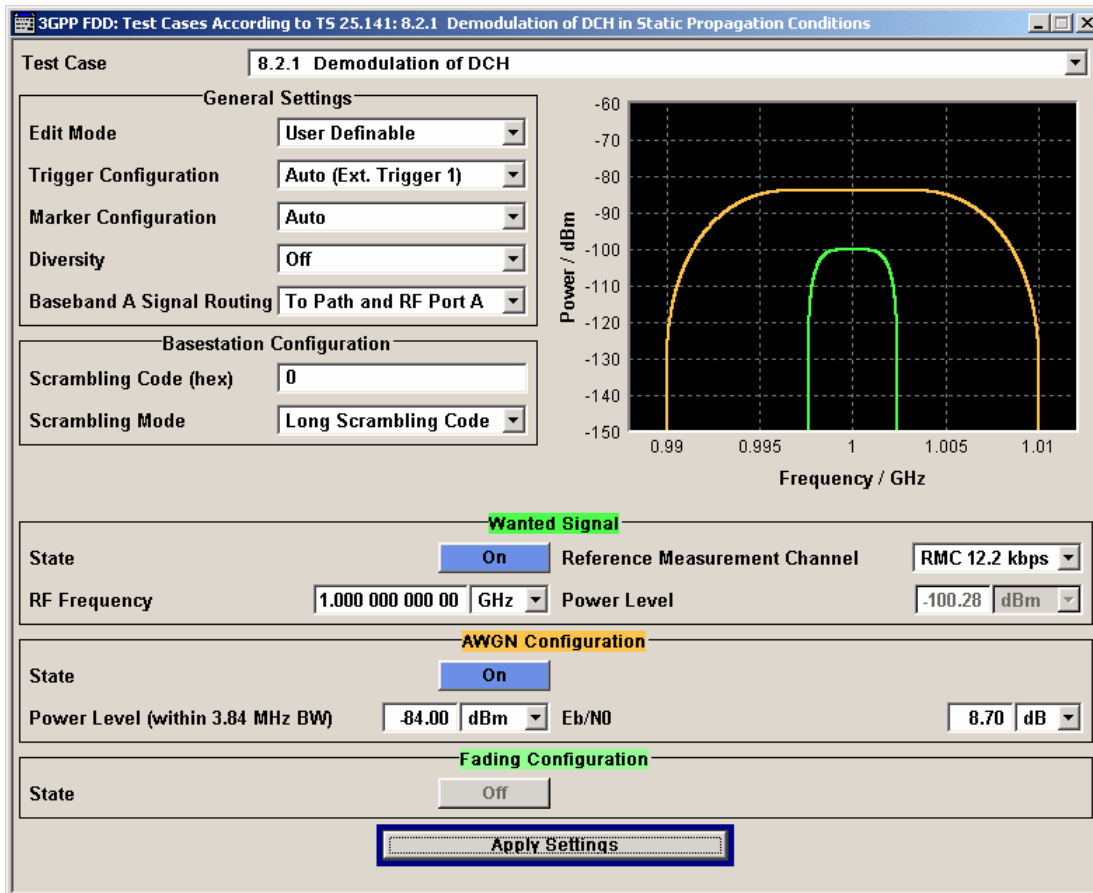 3GPP FDD: Test Cases According to TS 25.141: 8.2.1 Demodulation of DCH in Static Propagation Conditions
Test Case 8.2.1 Demodulation of DCH
General Settings
Edit Mode User Definable
Trigger Configuration Auto (Ext. Trigger 1)
Marker Configuration Auto
Diversity Off
Baseband A Signal Routing To Path and RF Port A
Basestation Configuration
Scrambling Code (hex) 0
Scrambling Mode Long Scrambling Code
Power / dBm
-60
-70
-80
-90
-100
-110
-120
-130
-140
-150
0.99 0.995 1 1.005 1.01
Frequency / GHz
Wanted Signal
State On Reference Measurement Channel RMC 12.2 kbps
RF Frequency 1.000 000 000 00 GHz Power Level -100.28 dBm
AWGN Configuration
State On
Power Level (within 3.84 MHz BW) -84.00 dBm Eb/N0 8.70 dB
Fading Configuration
State Off
Apply Settings